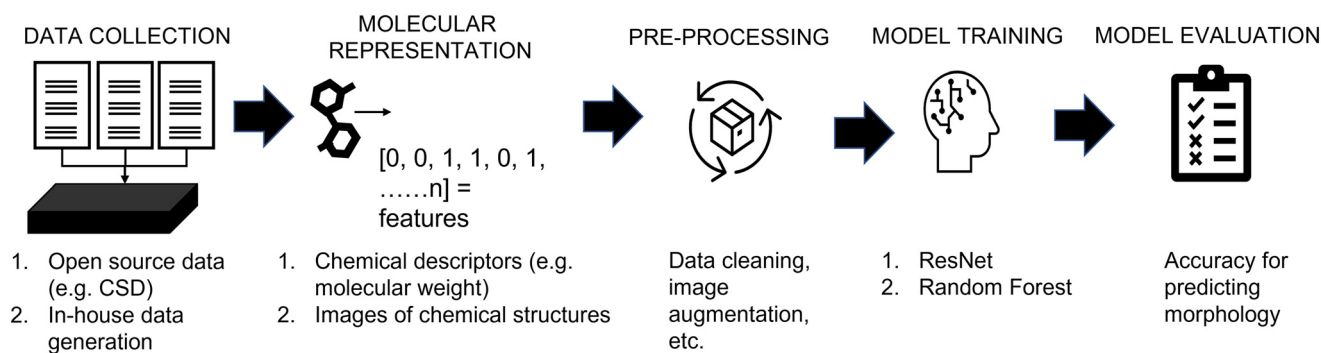 DATA COLLECTION
MOLECULAR
REPRESENTATION
PRE-PROCESSING
MODEL TRAINING
MODEL EVALUATION
[0, 0, 1, 1, 0, 1,
......n] =
features
1. Open source data
(e.g. CSD)
2. In-house data
generation
1. Chemical descriptors (e.g.
molecular weight)
2. Images of chemical structures
Data cleaning,
image
augmentation,
etc.
1. ResNet
2. Random Forest
Accuracy for
predicting
morphology